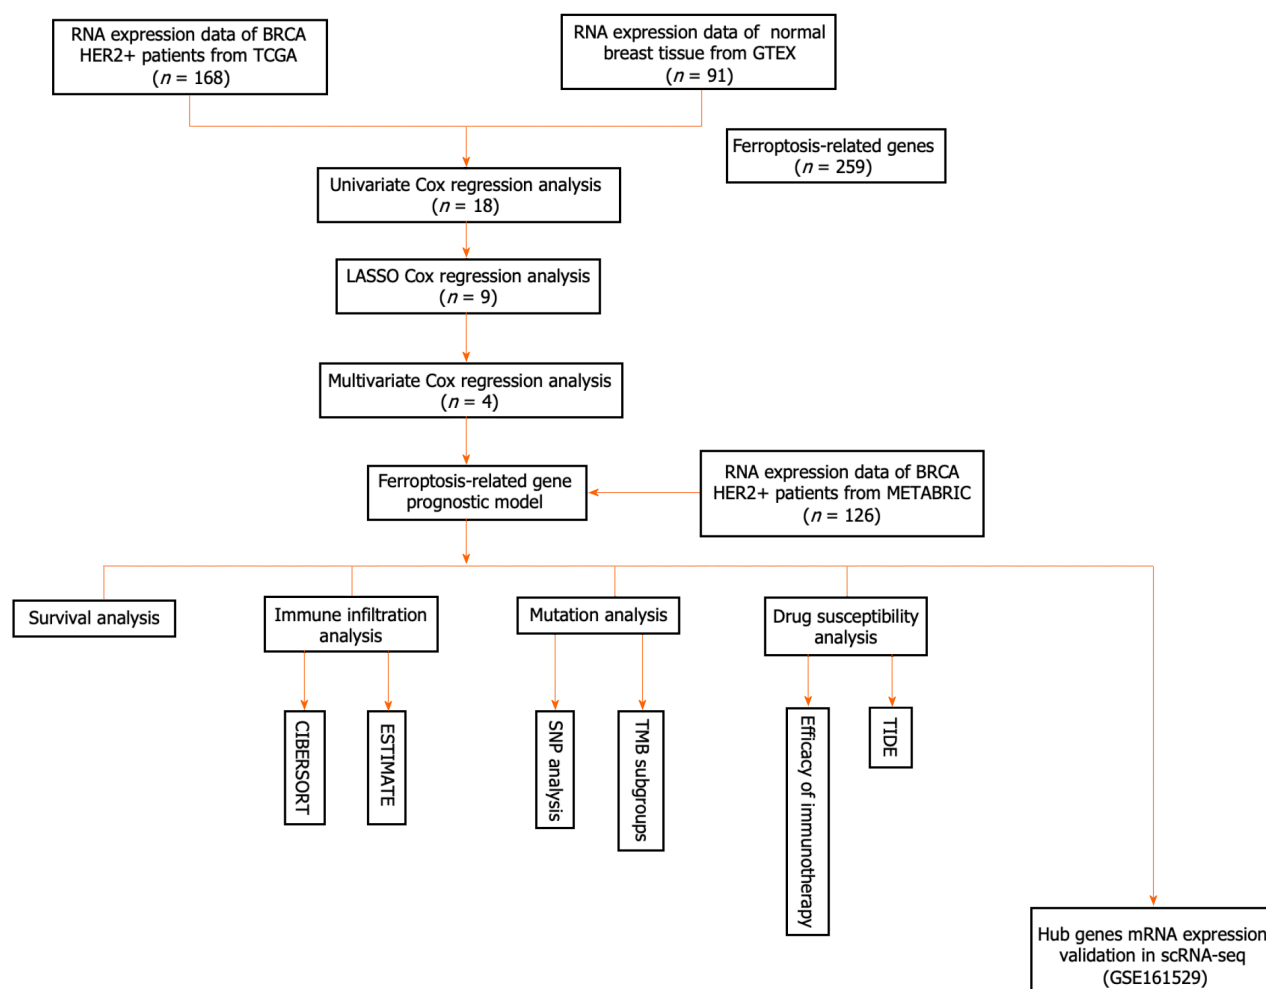 RNA expression data of BRCA
HER2+ patients from TCGA
(n = 168)
RNA expression data of normal
breast tissue from GTEX
(n = 91)
Ferroptosis-related genes
(n = 259)
Univariate Cox regression analysis
(n = 18)
LASSO Cox regression analysis
(n = 9)
Multivariate Cox regression analysis
(n = 4)
Ferroptosis-related gene
prognostic model
RNA expression data of BRCA
HER2+ patients from METABRIC
(n = 126)
Survival analysis
Immune infiltration
analysis
Mutation analysis
Drug susceptibility
analysis
CIBERSORT
ESTIMATE
SNP analysis
TMB subgroups
Efficacy of immunotherapy
TIDE
Hub genes mRNA expression
validation in scRNA-seq
(GSE161529)